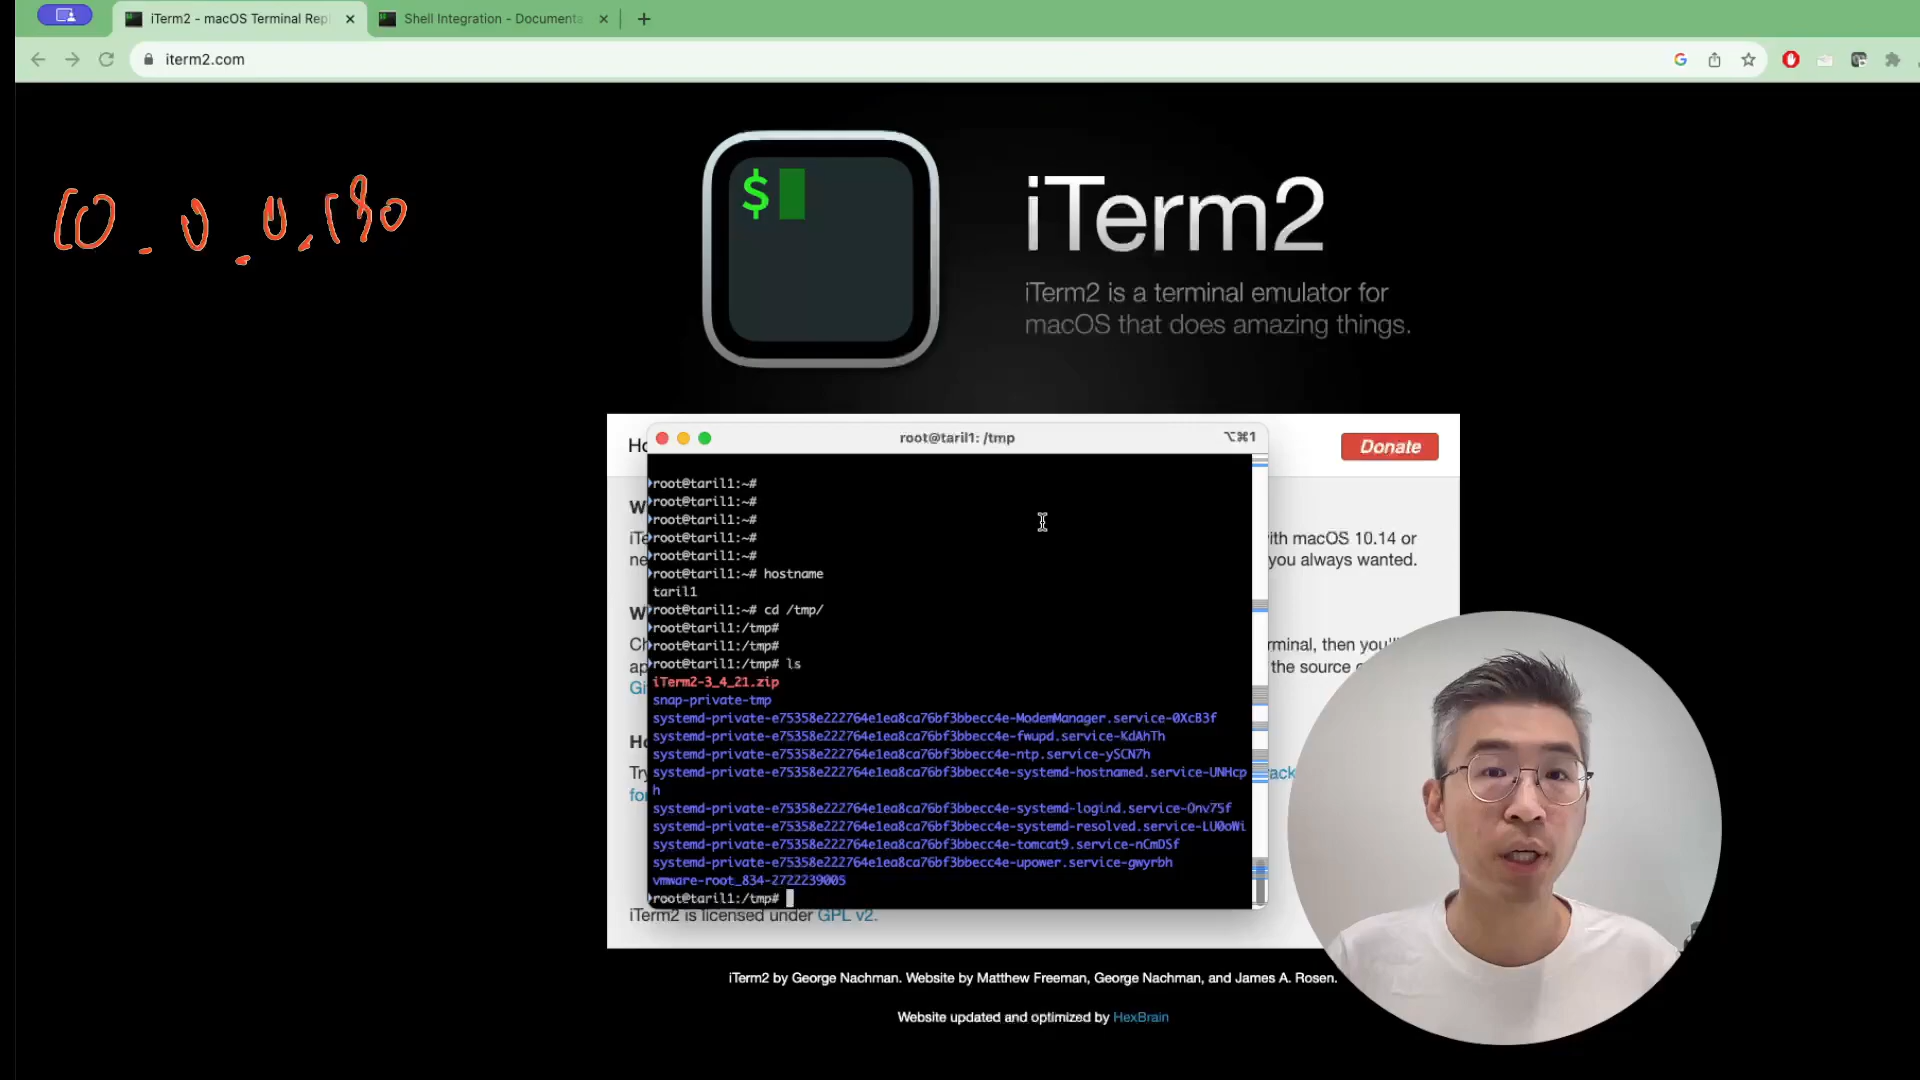 iTerm2 - macOS Terminal Rep
Shell Integration - Documenta
iterm2.com
10.0.0.180
$
iTerm2
iTerm2 is a terminal emulator for
macOS that does amazing things.
Donate
root@taril1: /tmp
⌥⌘1
root@taril1:~#
root@taril1:~#
root@taril1:~#
root@taril1:~#
root@taril1:~#
root@taril1:~# hostname
taril1
root@taril1:~# cd /tmp/
root@taril1:/tmp#
root@taril1:/tmp#
root@taril1:/tmp# ls
iTerm2-3_4_21.zip
snap-private-tmp
systemd-private-e75358e222764e1ea8ca76bf3bbecc4e-ModemManager.service-0XcB3f
systemd-private-e75358e222764e1ea8ca76bf3bbecc4e-fwupd.service-KdAhTh
systemd-private-e75358e222764e1ea8ca76bf3bbecc4e-ntp.service-ySCN7h
systemd-private-e75358e222764e1ea8ca76bf3bbecc4e-systemd-hostnamed.service-UNHcp
h
systemd-private-e75358e222764e1ea8ca76bf3bbecc4e-systemd-logind.service-Onv75f
systemd-private-e75358e222764e1ea8ca76bf3bbecc4e-systemd-resolved.service-LU0oWi
systemd-private-e75358e222764e1ea8ca76bf3bbecc4e-tomcat9.service-nCmDSf
systemd-private-e75358e222764e1ea8ca76bf3bbecc4e-upower.service-gwyrbh
vmware-root_834-2722239005
root@taril1:/tmp#
ith macOS 10.14 or
you always wanted.
rminal, then you'
the source
iTerm2 is licensed under GPL v2.
iTerm2 by George Nachman. Website by Matthew Freeman, George Nachman, and James A. Rosen.
Website updated and optimized by HexBrain